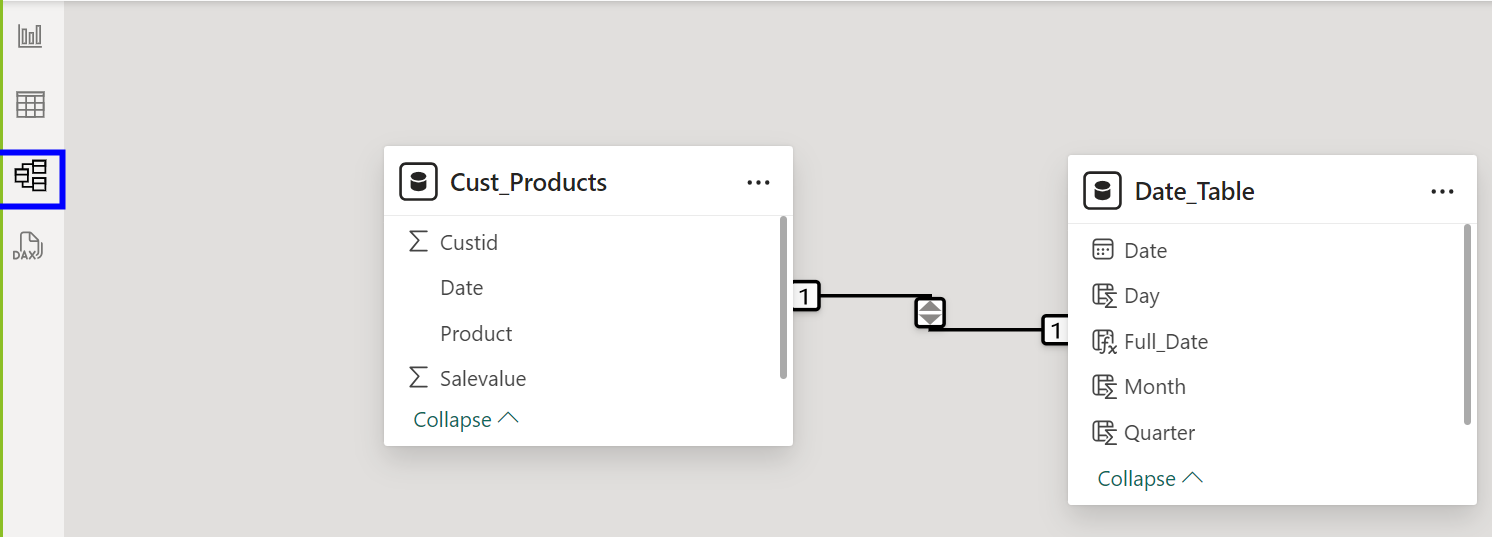 DAX
Cust_Products
Custid
Date
Product
Salevalue
Collapse
1
1
Date_Table
Date
Day
Full_Date
Month
Quarter
Collapse